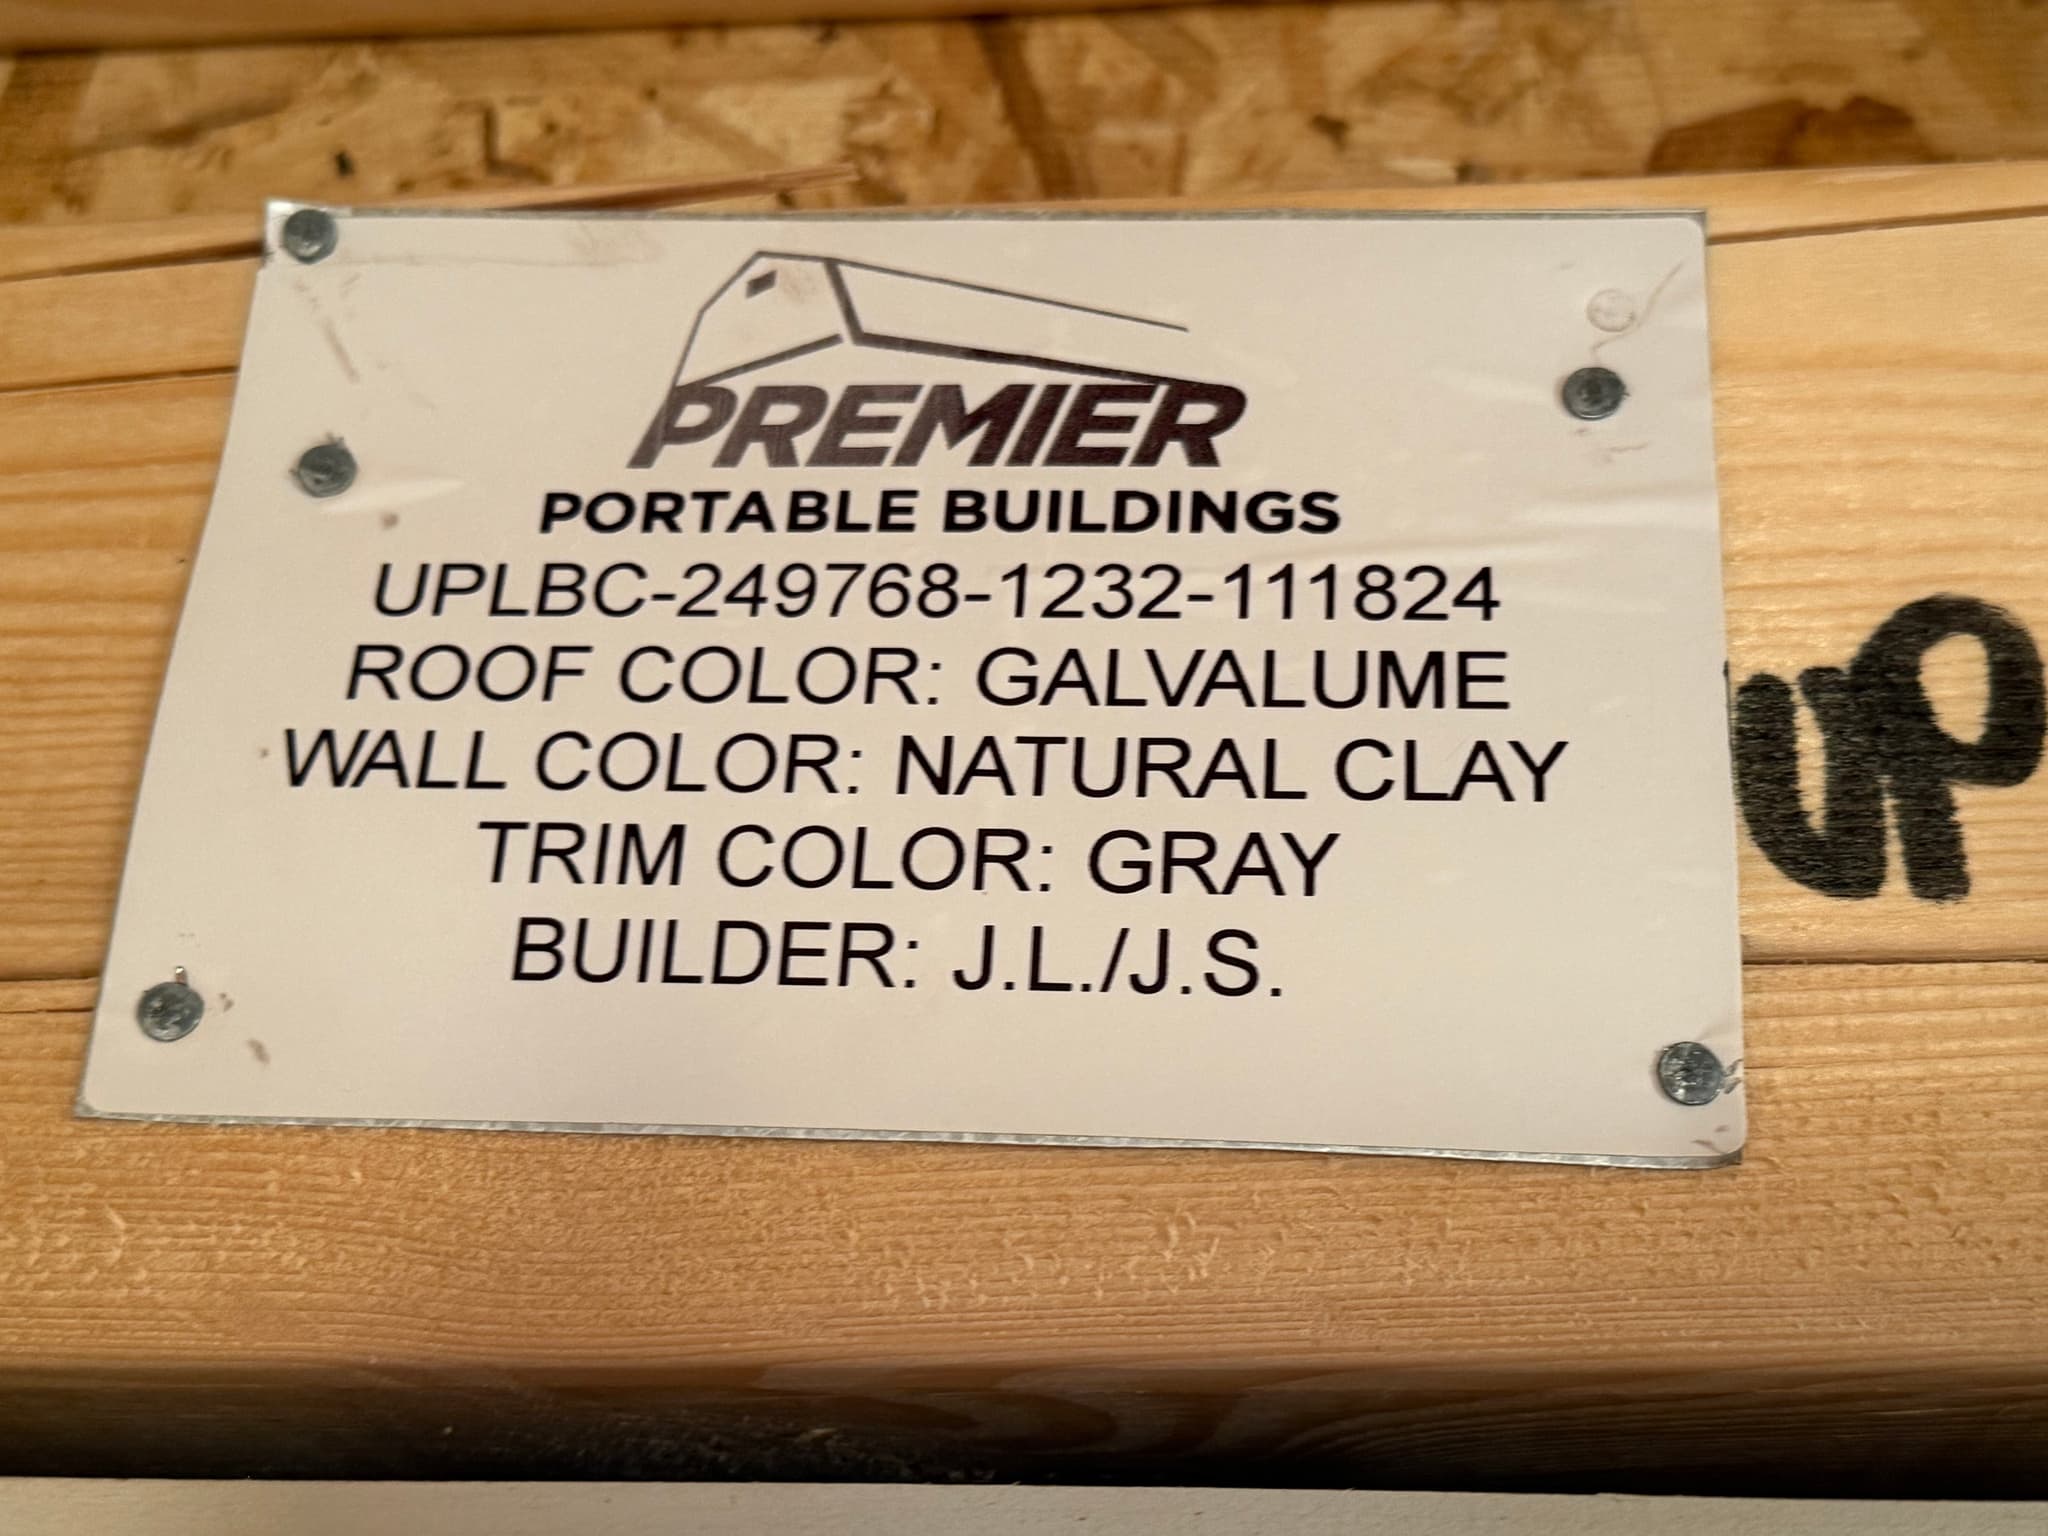 PREMIER
PORTABLE BUILDINGS
UPLBC-249768-1232-111824
ROOF COLOR: GALVALUME
WALL COLOR: NATURAL CLAY
TRIM COLOR: GRAY
BUILDER: J.L./J.S.
UP